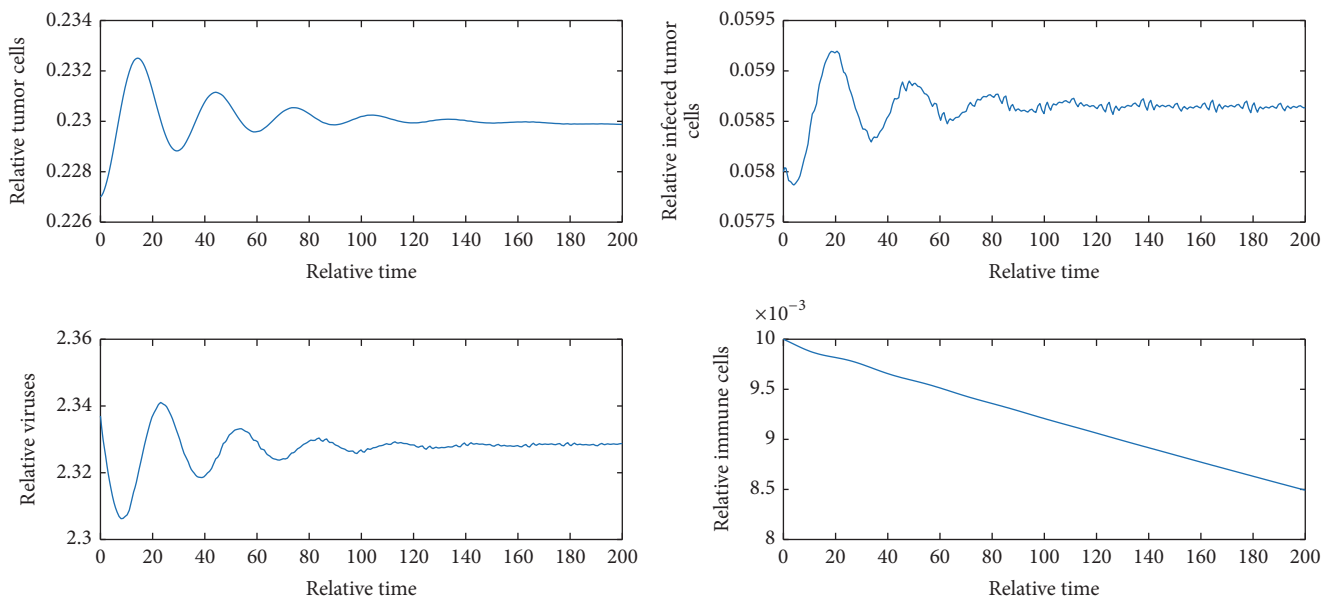 0.234
0.232
0.23
0.228
0.226
Relative tumor cells
0 20 40 60 80 100 120 140 160 180 200
Relative time
0.0595
0.059
0.0585
0.058
0.0575
Relative infected tumor
cells
0 20 40 60 80 100 120 140 160 180 200
Relative time
2.36
2.34
2.32
2.3
Relative viruses
0 20 40 60 80 100 120 140 160 180 200
Relative time
×10⁻³
10
9.5
9
8.5
8
Relative immune cells
0 20 40 60 80 100 120 140 160 180 200
Relative time